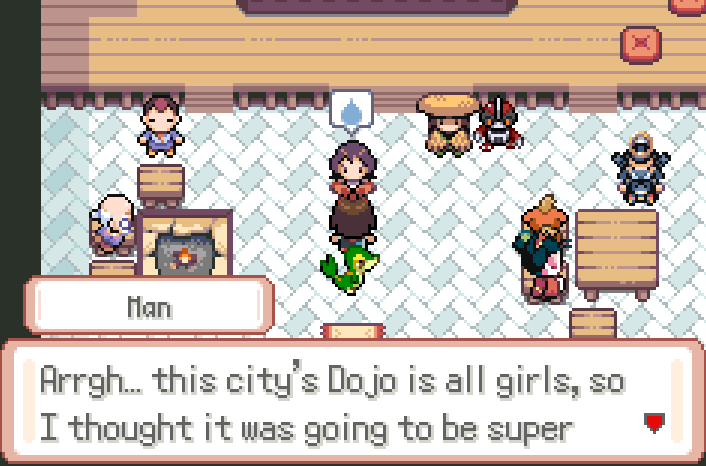 Man
Arrgh... this city's Dojo is all girls, so
I thought it was going to be super